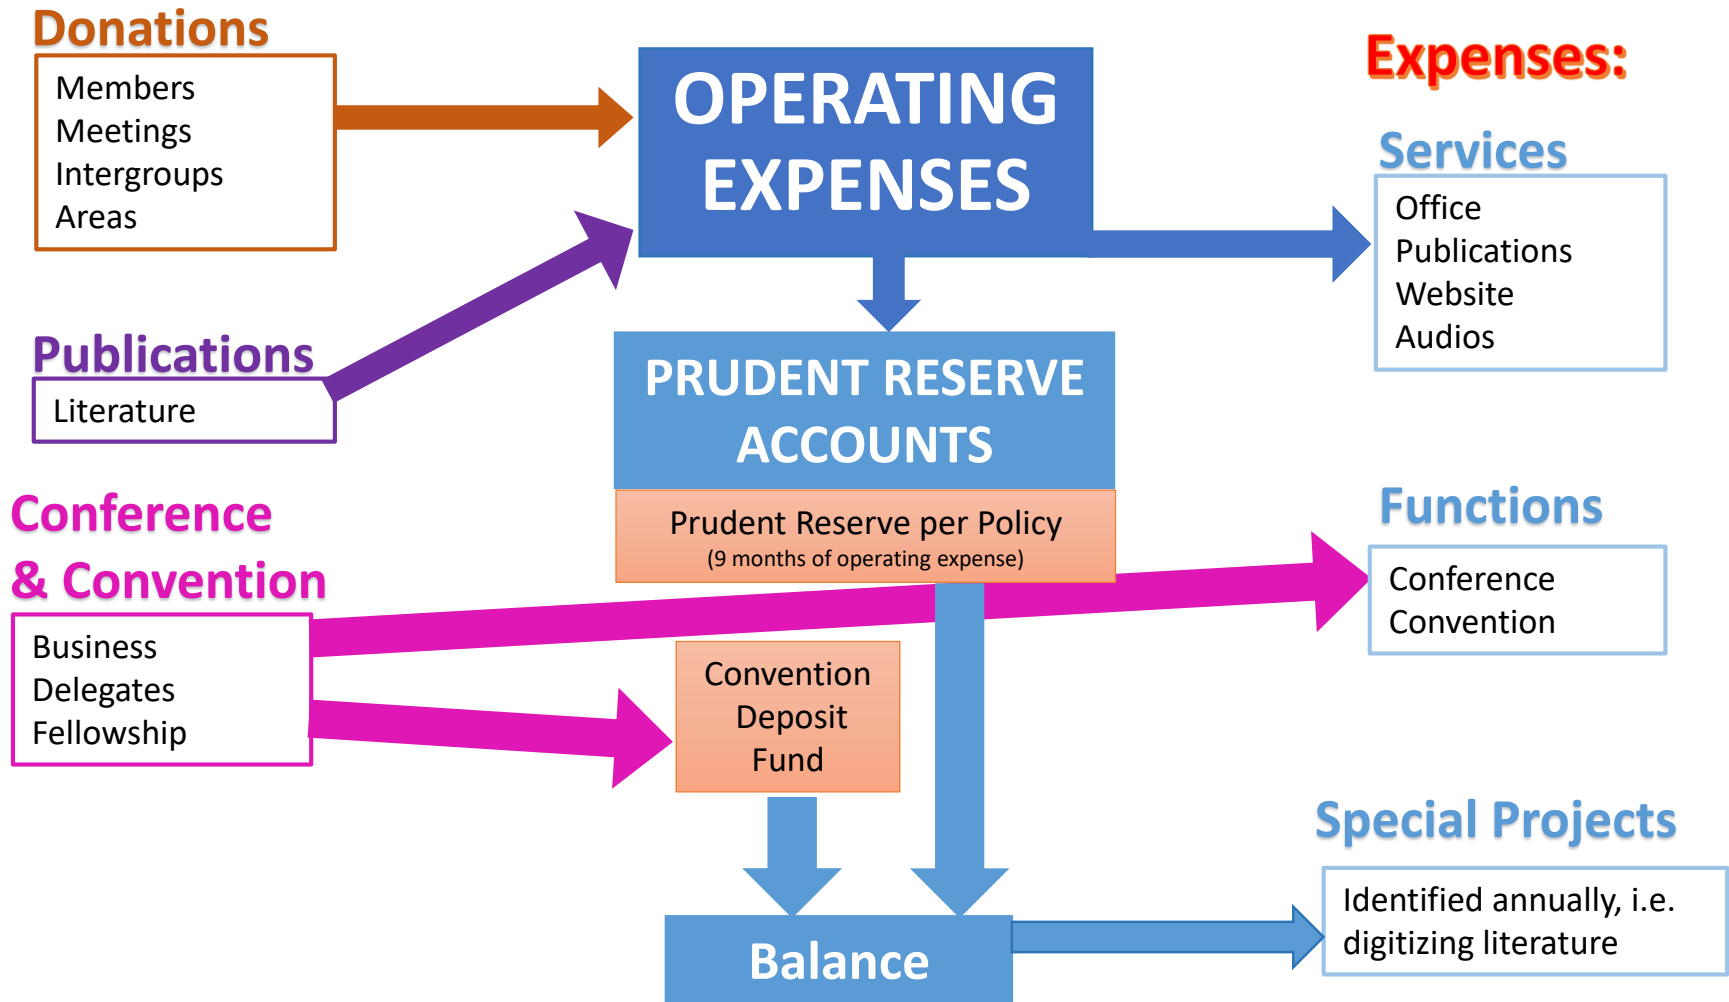 Donations
Members
Meetings
Intergroups
Areas
Publications
Literature
Conference
& Convention
Business
Delegates
Fellowship
OPERATING
EXPENSES
PRUDENT RESERVE
ACCOUNTS
Prudent Reserve per Policy
(9 months of operating expense)
Convention
Deposit
Fund
Balance
Expenses:
Services
Office
Publications
Website
Audios
Functions
Conference
Convention
Special Projects
Identified annually, i.e.
digitizing literature